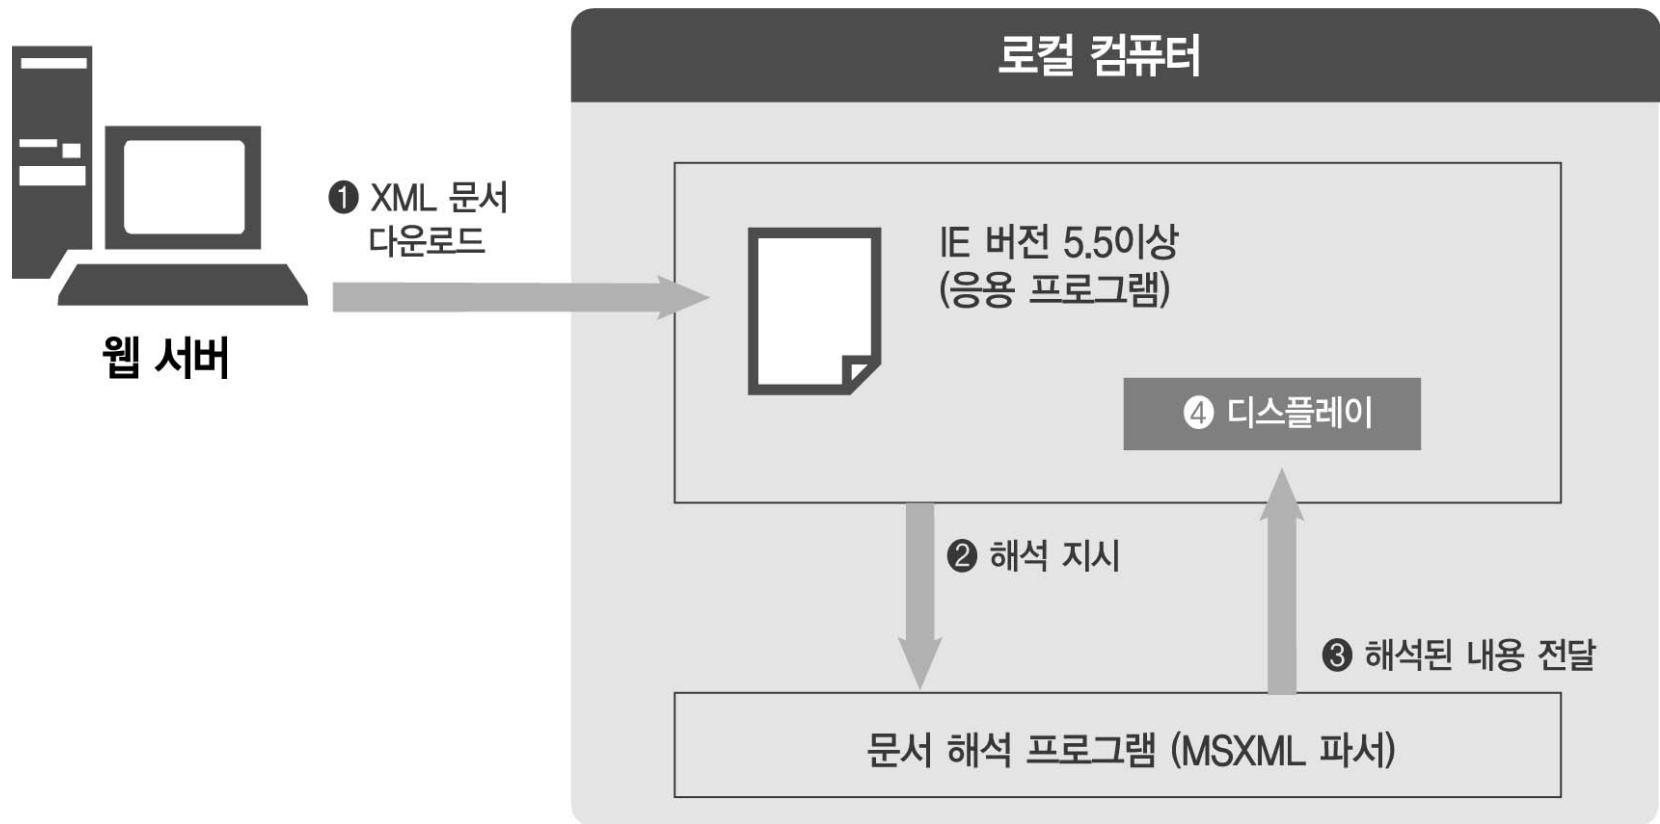 로컬 컴퓨터
❶ XML 문서
다운로드
웹 서버
IE 버전 5.5이상
(응용 프로그램)
❹ 디스플레이
❷ 해석 지시
❸ 해석된 내용 전달
문서 해석 프로그램 (MSXML 파서)